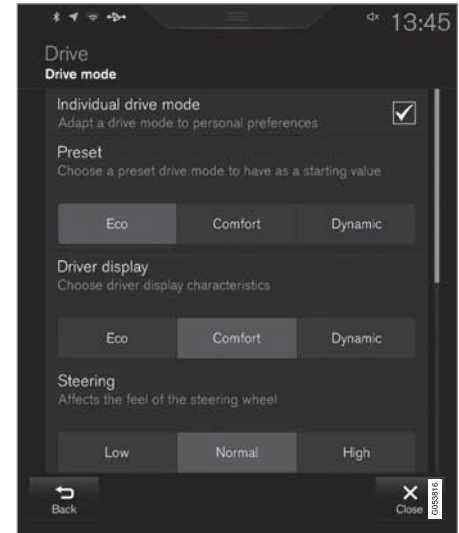 13:45
Drive
Drive mode
Individual drive mode
Adapt a drive mode to personal preferences
Preset
Choose a preset drive mode to have as a starting value
Eco Comfort Dynamic
Driver display
Choose driver display characteristics
Eco Comfort Dynamic
Steering
Affects the feel of the steering wheel
Low Normal High
Back Close
G053816